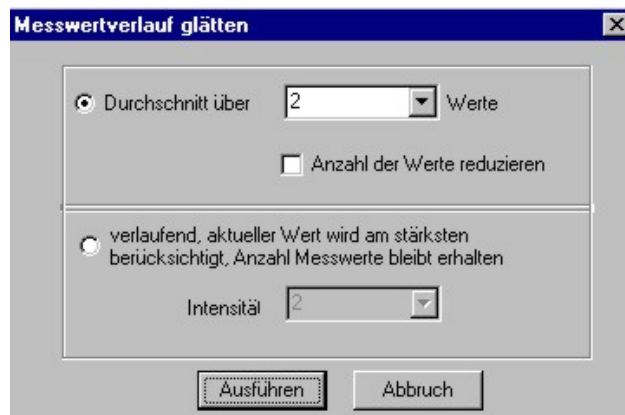 Messwertverlauf glätten
Durchschnitt über 2 Werte
Anzahl der Werte reduzieren
verlaufend, aktueller Wert wird am stärksten
berücksichtigt, Anzahl Messwerte bleibt erhalten
Intensität 2
Ausführen Abbruch